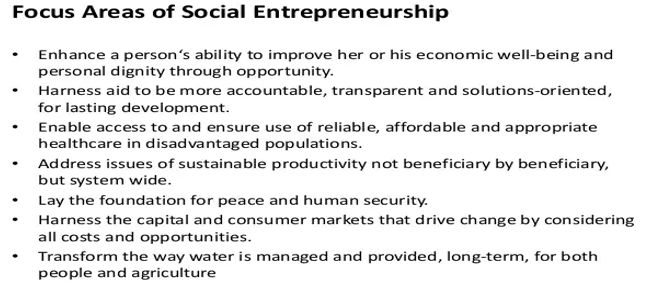 Focus Areas of Social Entrepreneurship
• Enhance a person‘s ability to improve her or his economic well-being and
personal dignity through opportunity.
• Harness aid to be more accountable, transparent and solutions-oriented,
for lasting development.
• Enable access to and ensure use of reliable, affordable and appropriate
healthcare in disadvantaged populations.
• Address issues of sustainable productivity not beneficiary by beneficiary,
but system wide.
• Lay the foundation for peace and human security.
• Harness the capital and consumer markets that drive change by considering
all costs and opportunities.
• Transform the way water is managed and provided, long-term, for both
people and agriculture